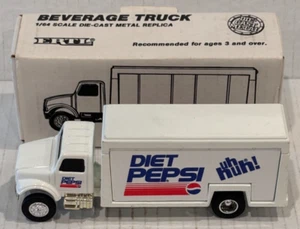 BEVERAGE TRUCK
1/64 SCALE DIE-CAST METAL REPLICA
ERTL
Recommended for ages 3 and over.
DIET
PEPSI
uh
huh!